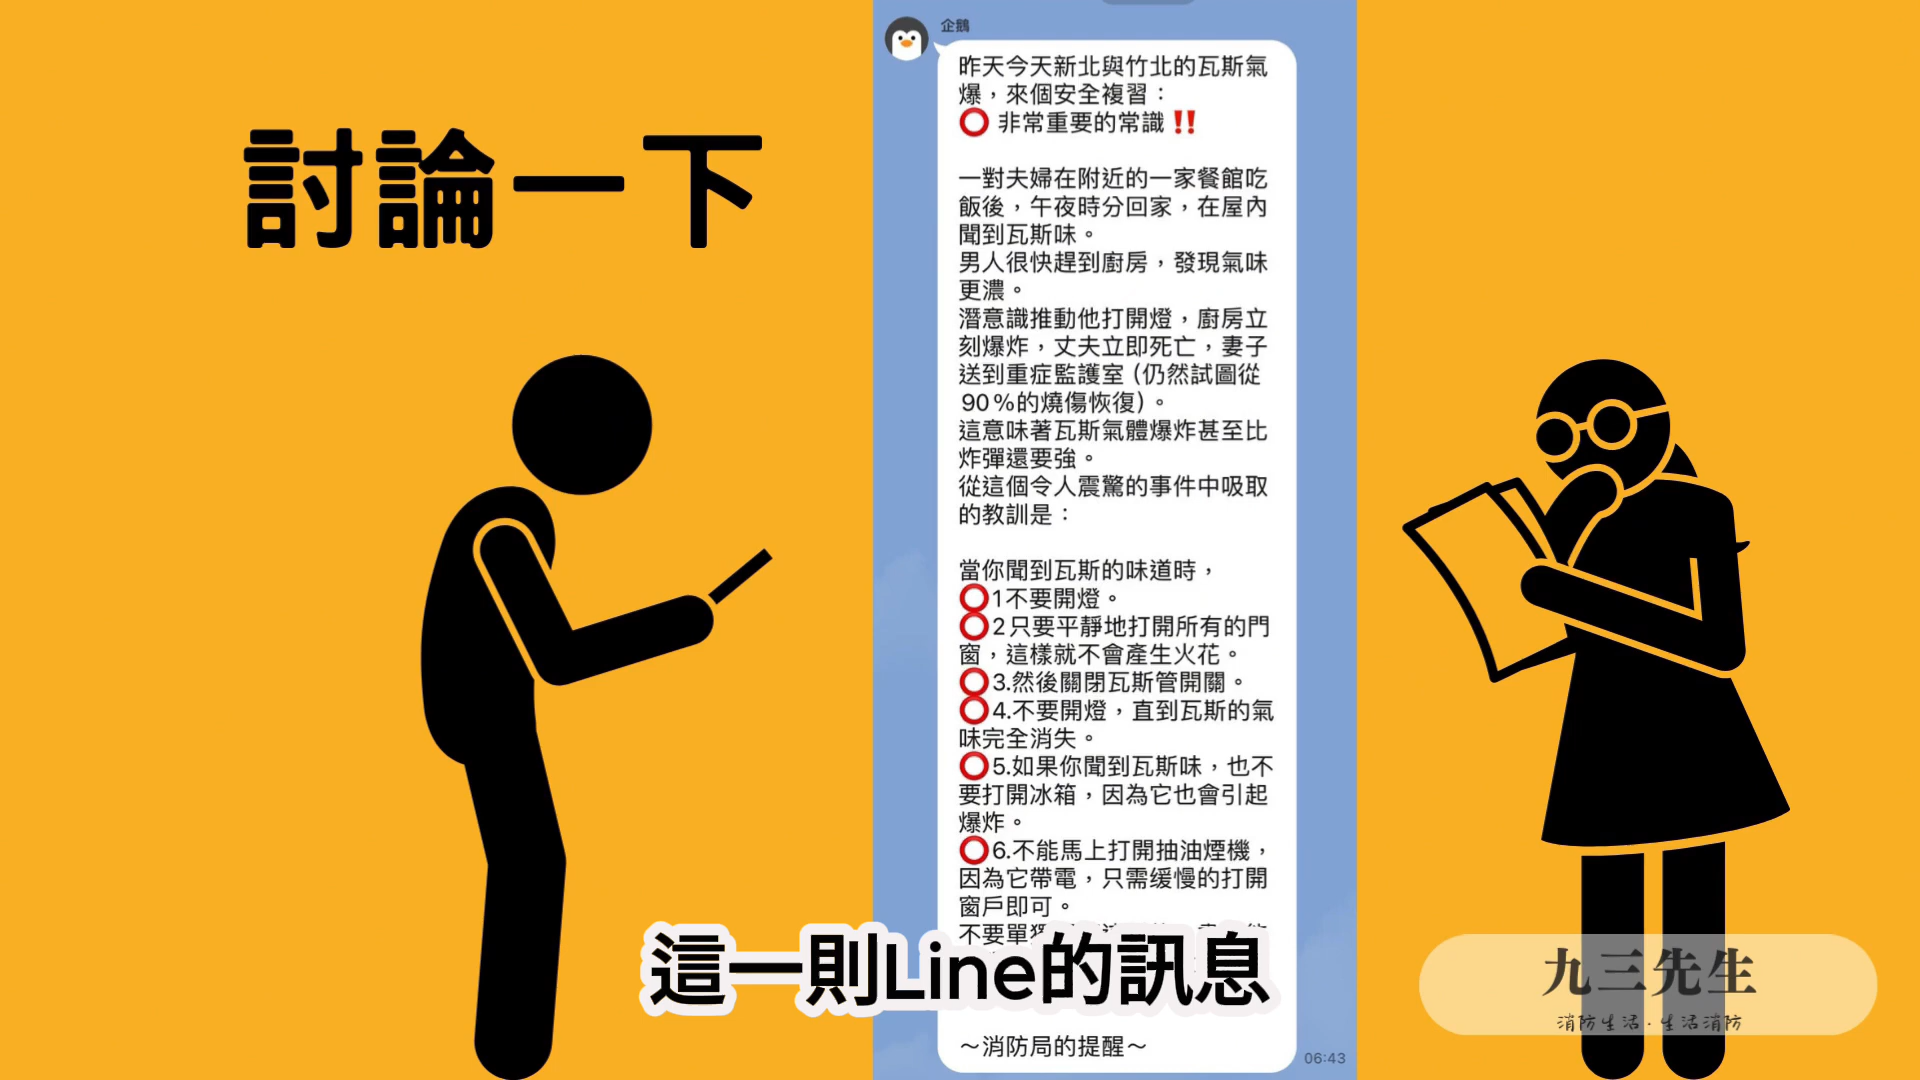 討論一下
企鵝
昨天今天新北與竹北的瓦斯氣
爆，來個安全複習：
⭕ 非常重要的常識‼️
一對夫婦在附近的一家餐館吃
飯後，午夜時分回家，在屋內
聞到瓦斯味。
男人很快趕到廚房，發現氣味
更濃。
潛意識推動他打開燈，廚房立
刻爆炸，丈夫立即死亡，妻子
送到重症監護室 (仍然試圖從
90%的燒傷恢復)。
這意味著瓦斯氣體爆炸甚至比
炸彈還要強。
從這個令人震驚的事件中吸取
的教訓是：
當你聞到瓦斯的味道時，
⭕1不要開燈。
⭕2只要平靜地打開所有的門
窗，這樣就不會產生火花。
⭕3.然後關閉瓦斯管開關。
⭕4.不要開燈，直到瓦斯的氣
味完全消失。
⭕5.如果你聞到瓦斯味，也不
要打開冰箱，因為它也會引起
爆炸。
⭕6.不能馬上打開抽油煙機，
因為它帶電，只需缓慢的打開
窗戶即可。
不要單
這一則Line的訊息
～消防局的提醒～
06:43
九三先生
消防生活．生活消防